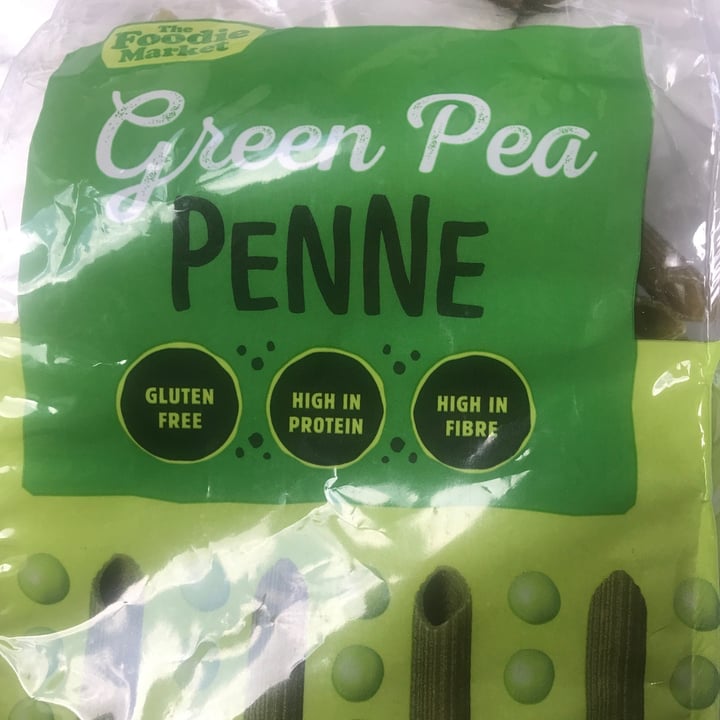 The
Foodie
Market
Green Pea
PENNE
GLUTEN
FREE
HIGH IN
PROTEIN
HIGH IN
FIBRE